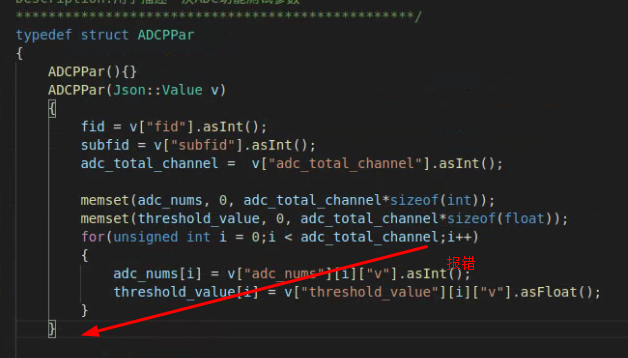 Description:用于描述一次ADC功能测试参数
************************************************/
typedef struct ADCPPar
{
ADCPPar(){}
ADCPPar(Json::Value v)
{
fid = v["fid"].asInt();
subfid = v["subfid"].asInt();
adc_total_channel =  v["adc_total_channel"].asInt();
memset(adc_nums, 0, adc_total_channel*sizeof(int));
memset(threshold_value, 0, adc_total_channel*sizeof(float));
for(unsigned int i = 0;i < adc_total_channel;i++)
{
adc_nums[i] = v["adc_nums"][i]["v"].asInt();
报错
threshold_value[i] = v["threshold_value"][i]["v"].asFloat();
}
}